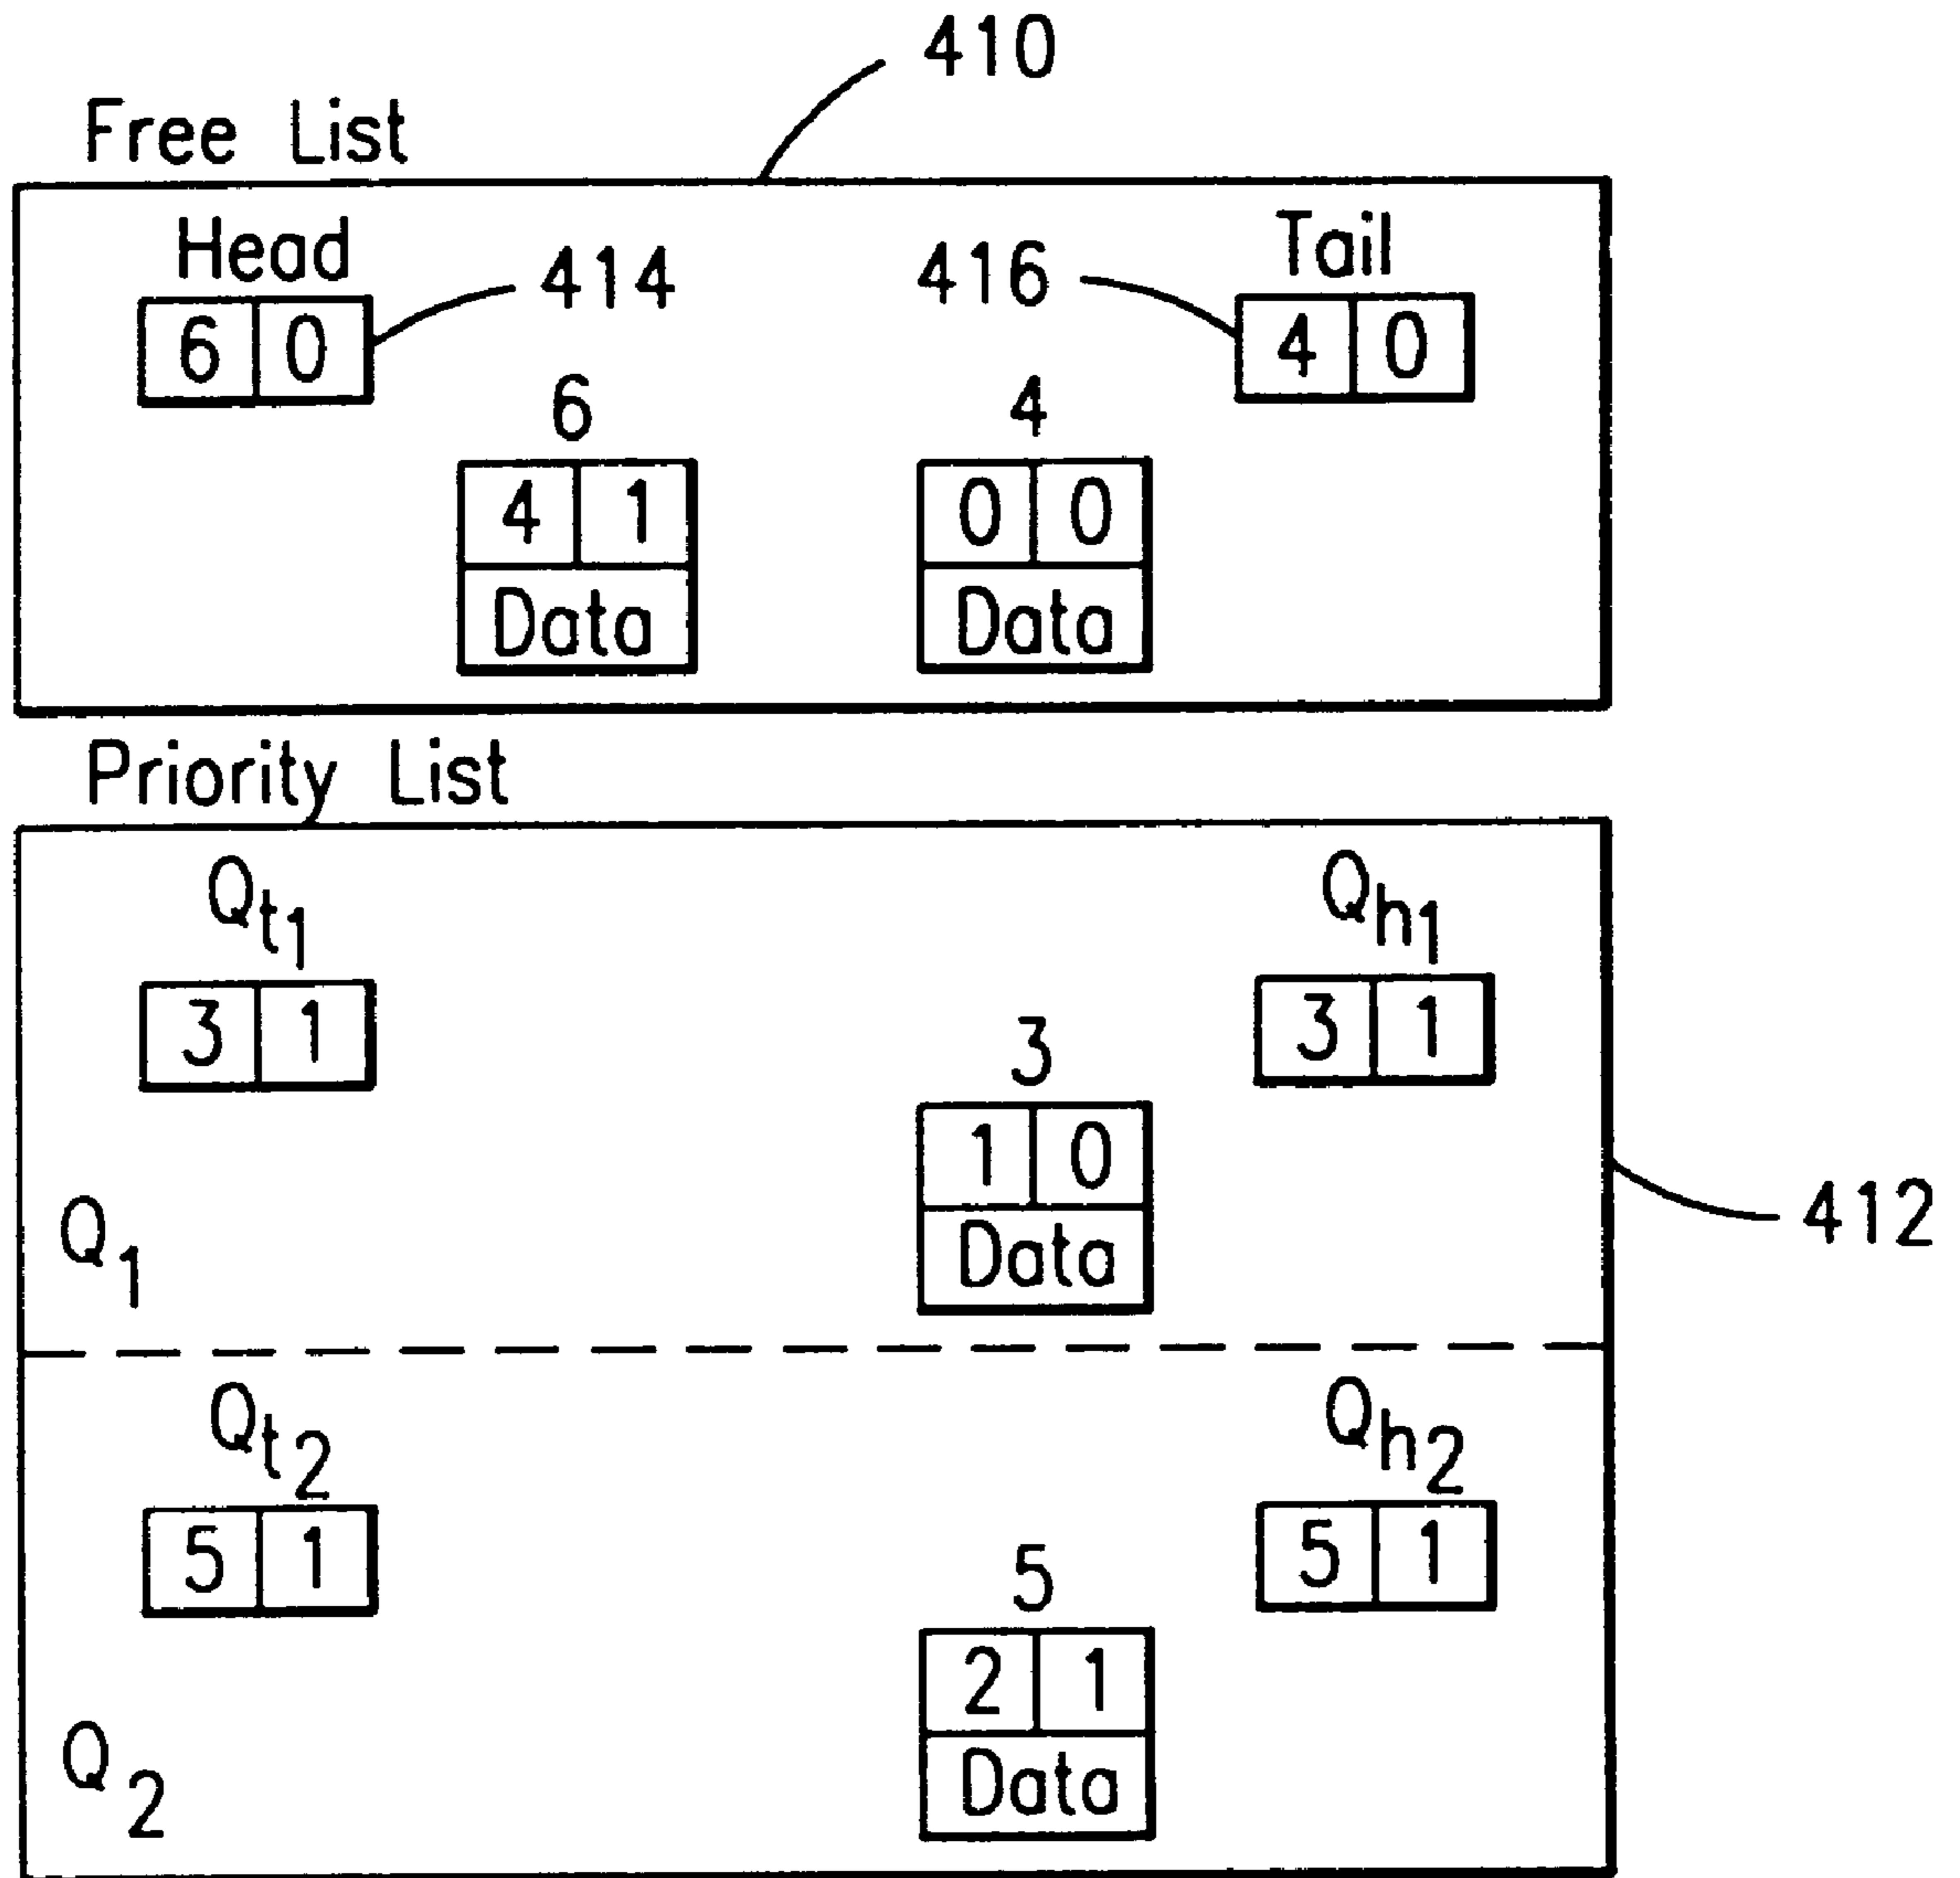 410
Free List
Head
414
416
Tail
6 0
4 0
6
4
4 1
0 0
Data
Data
Priority List
Qt1
Qh1
3 1
3 1
3
1 0
Data
Q1
412
Qt2
Qh2
5 1
5 1
5
2 1
Data
Q2